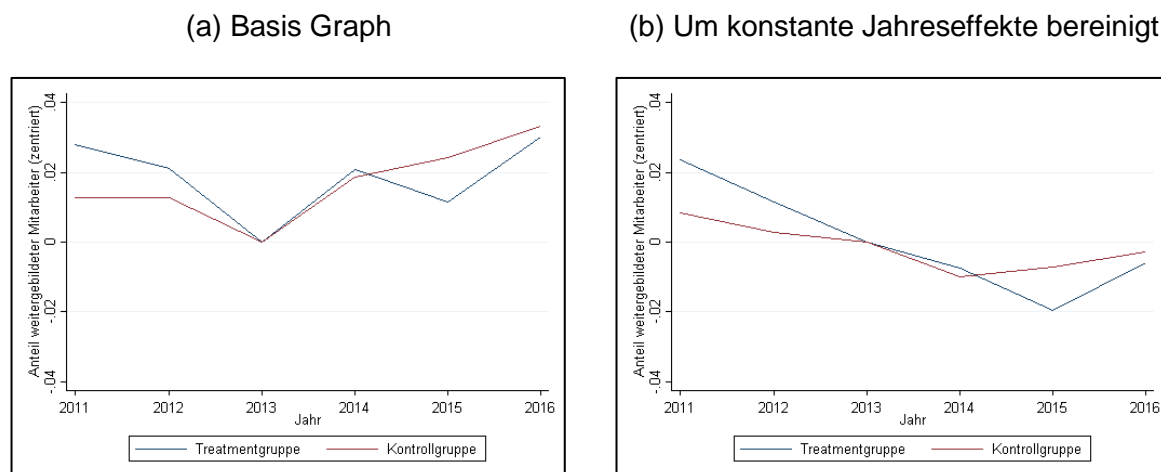 (a) Basis Graph
(b) Um konstante Jahreseffekte bereinigt
Anteil weitergebildeter Mitarbeiter (zentriert)
.04
.02
0
-.02
-.04
2011 2012 2013 2014 2015 2016
Jahr
Treatmentgruppe Kontrollgruppe
Anteil weitergebildeter Mitarbeiter (zentriert)
.04
.02
0
-.02
-.04
2011 2012 2013 2014 2015 2016
Jahr
Treatmentgruppe Kontrollgruppe